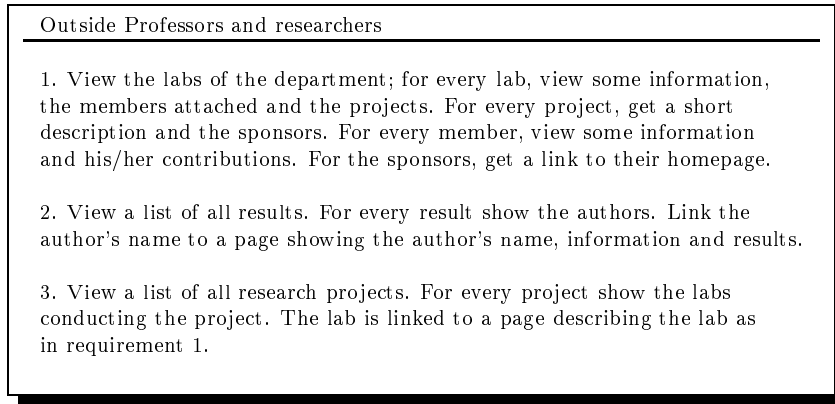 Outside Professors and researchers
1. View the labs of the department; for every lab, view some information,
the members attached and the projects. For every project, get a short
description and the sponsors. For every member, view some information
and his/her contributions. For the sponsors, get a link to their homepage.
2. View a list of all results. For every result show the authors. Link the
author's name to a page showing the author's name, information and results.
3. View a list of all research projects. For every project show the labs
conducting the project. The lab is linked to a page describing the lab as
in requirement 1.